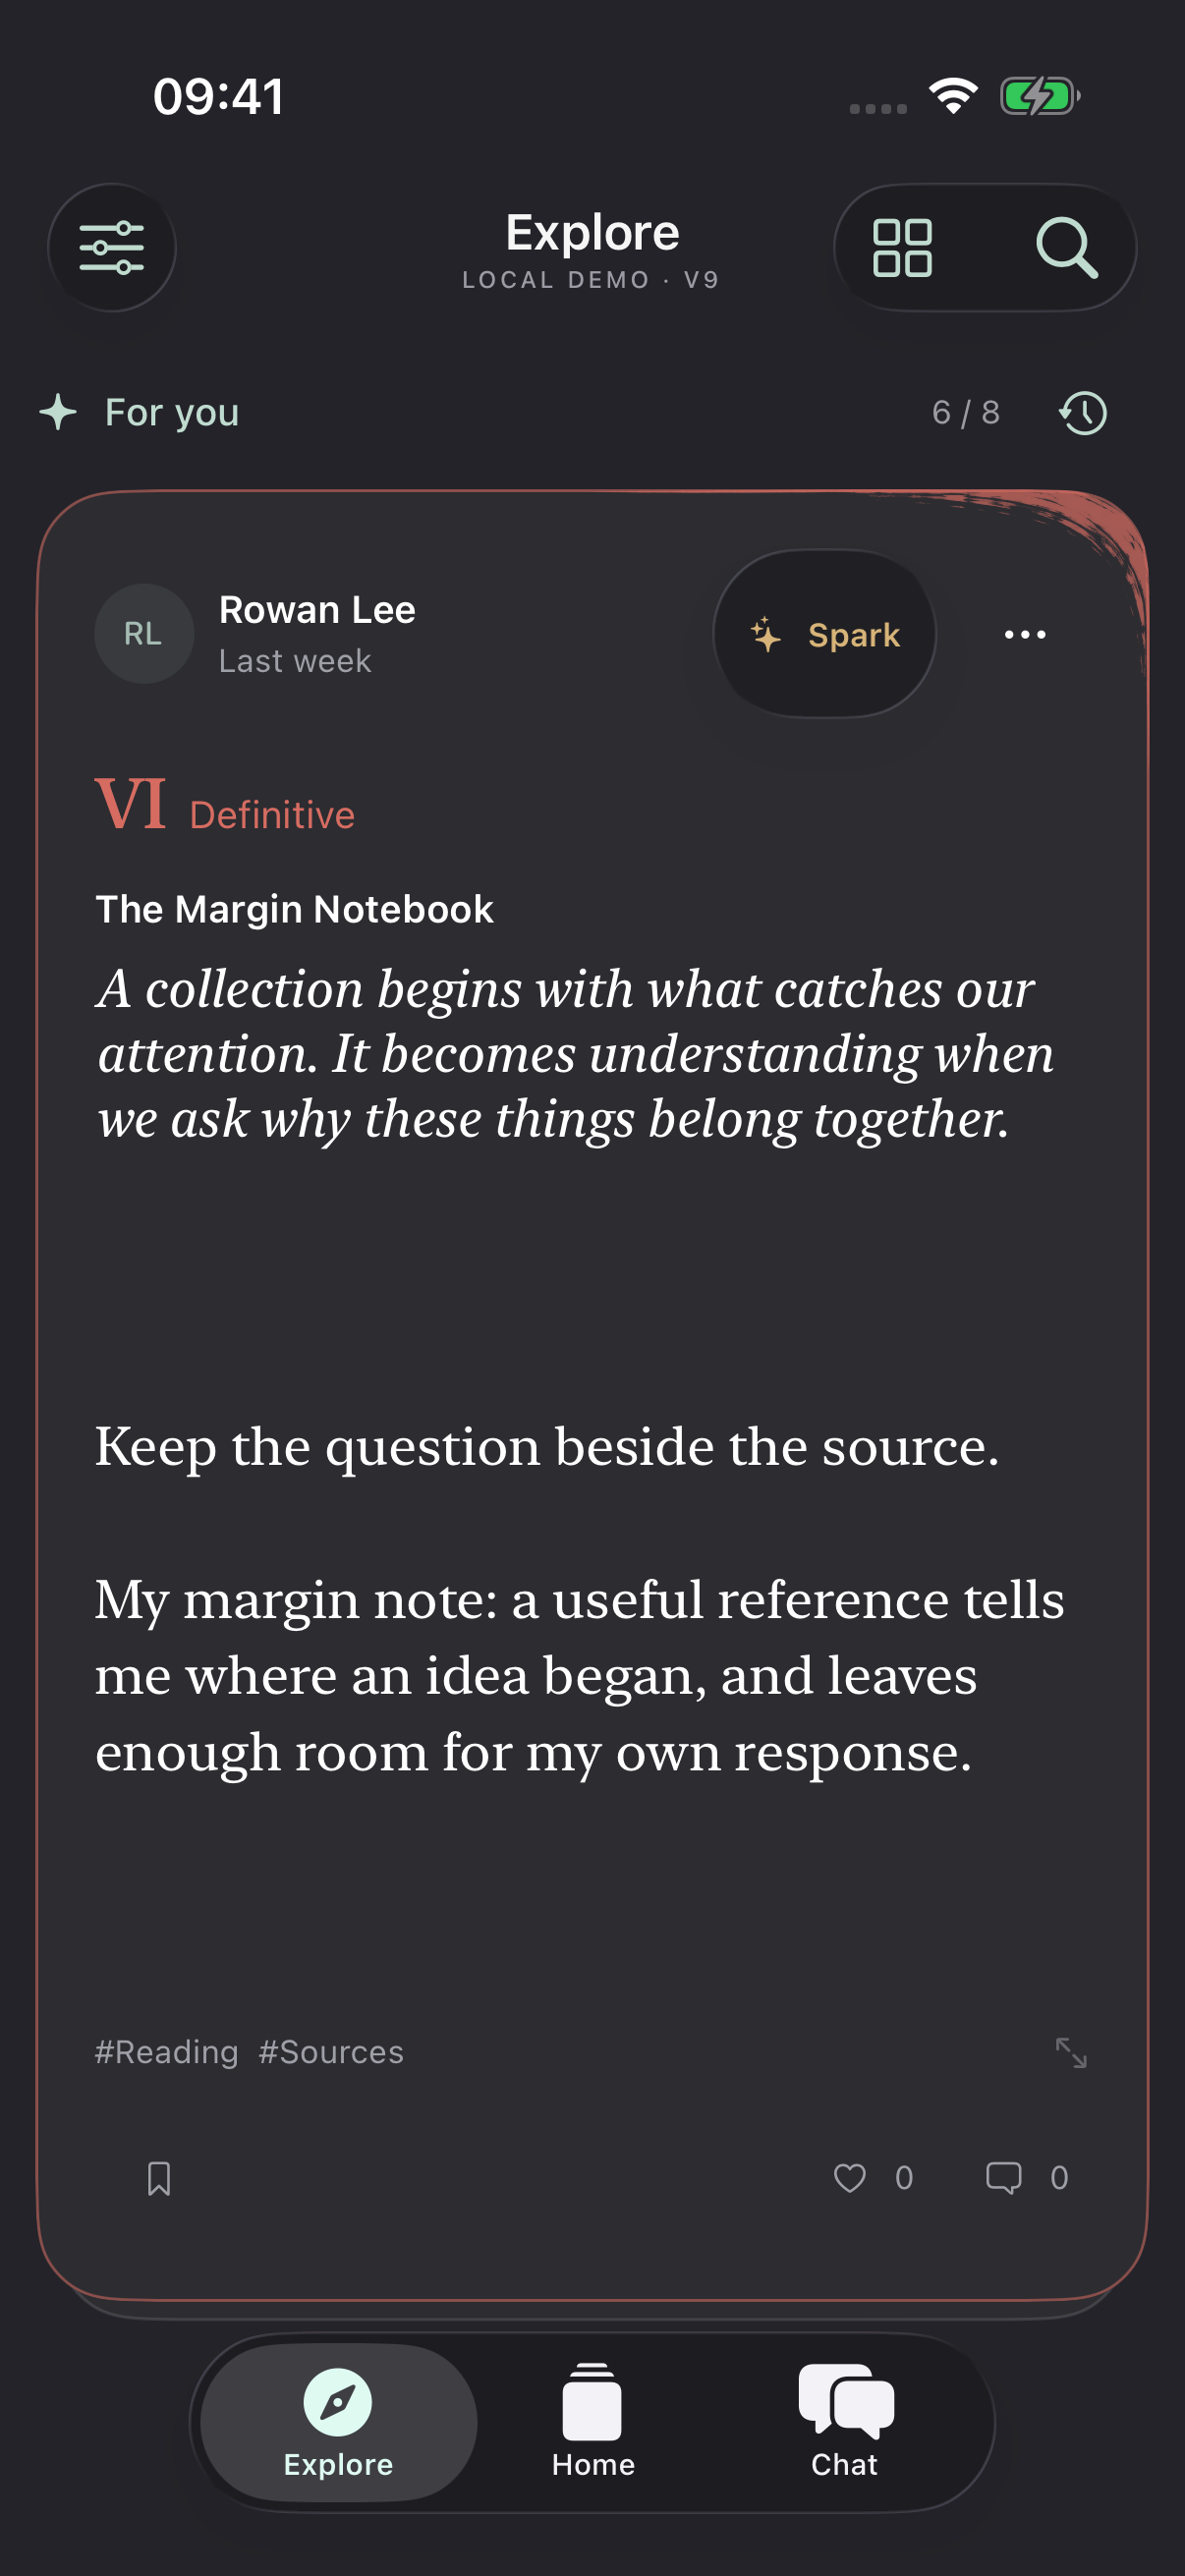 09:41
Explore
LOCAL DEMO · V9
For you
6 / 8
RL
Rowan Lee
Last week
Spark
VI Definitive
The Margin Notebook
A collection begins with what catches our
attention. It becomes understanding when
we ask why these things belong together.
Keep the question beside the source.
My margin note: a useful reference tells
me where an idea began, and leaves
enough room for my own response.
#Reading #Sources
0
0
Explore
Home
Chat